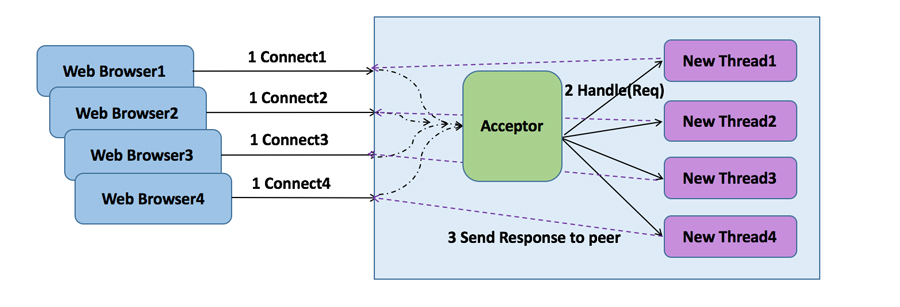 Web Browser1
Web Browser2
Web Browser3
Web Browser4
1 Connect1
1 Connect2
1 Connect3
1 Connect4
Acceptor
2 Handle(Req)
New Thread1
New Thread2
New Thread3
New Thread4
3 Send Response to peer